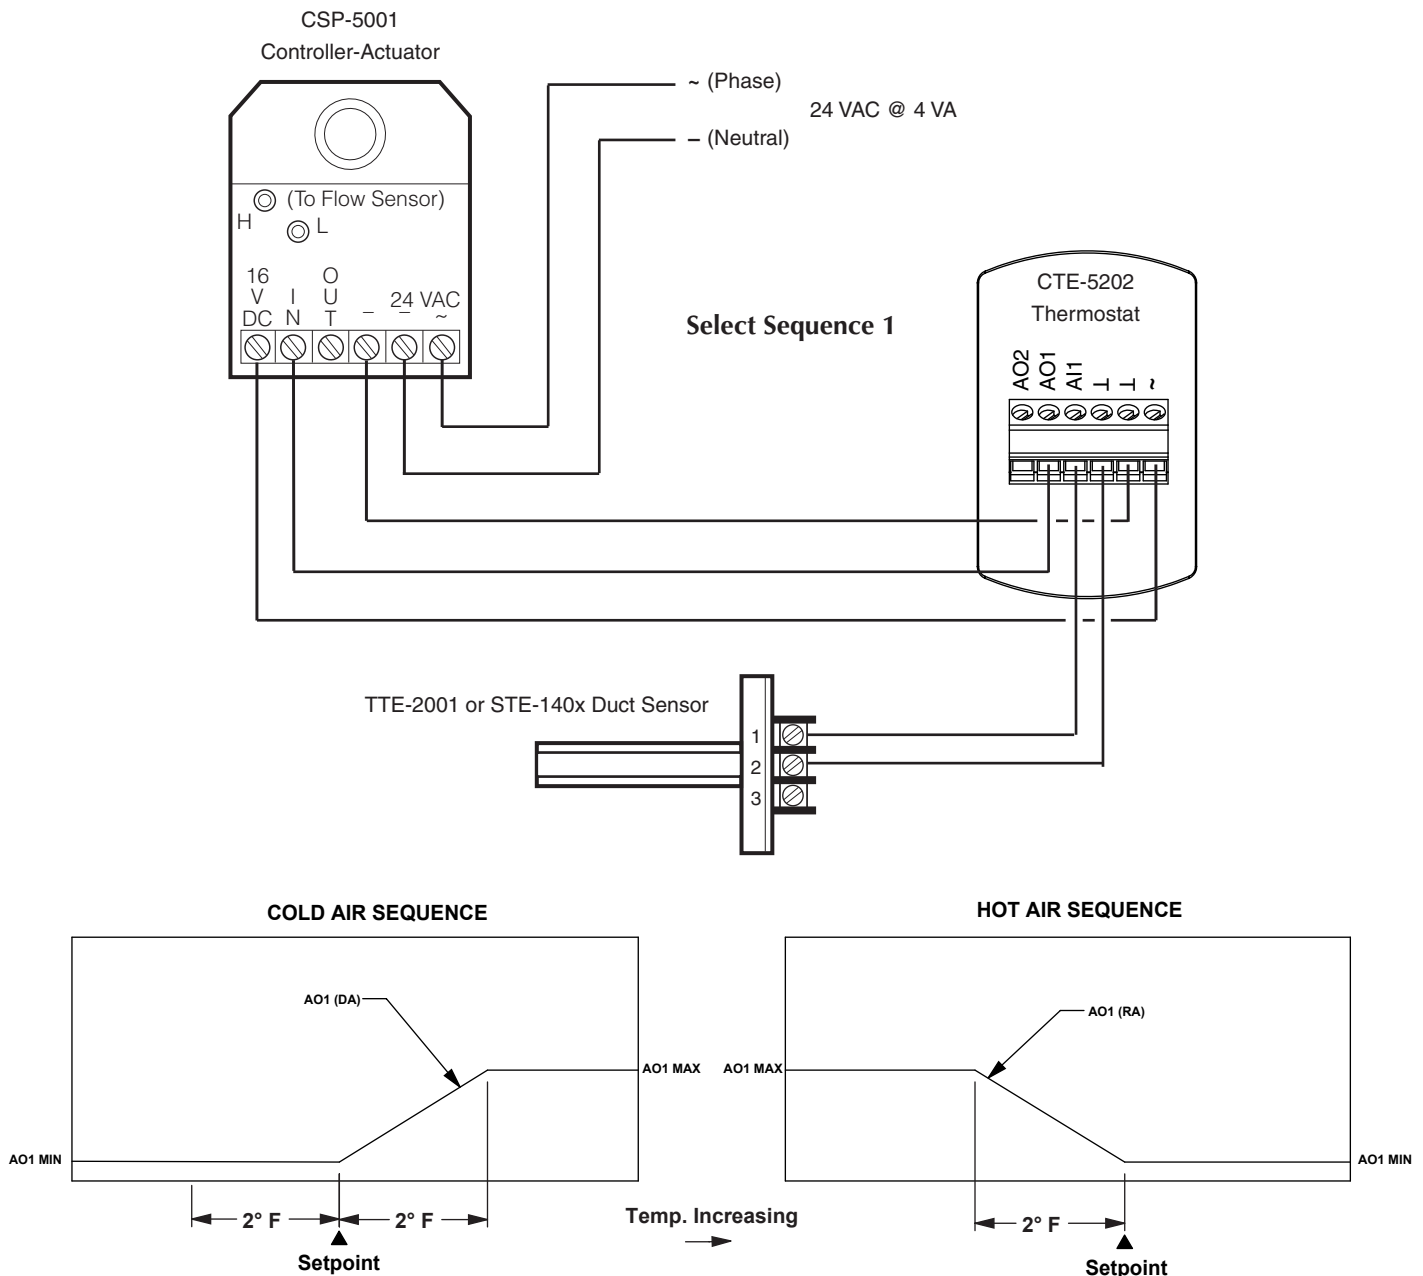 CSP-5001
Controller-Actuator
~ (Phase)
24 VAC @ 4 VA
– (Neutral)
(To Flow Sensor)
H
L
16 V DC
I N
O U T
–
24 VAC
–
~
Select Sequence 1
CTE-5202
Thermostat
AO2
AO1
AI1
⊥
⊥
~
TTE-2001 or STE-140x Duct Sensor
1
2
3
COLD AIR SEQUENCE
AO1 (DA)
AO1 MAX
AO1 MIN
2° F
2° F
Setpoint
Temp. Increasing
HOT AIR SEQUENCE
AO1 (RA)
AO1 MAX
AO1 MIN
2° F
Setpoint